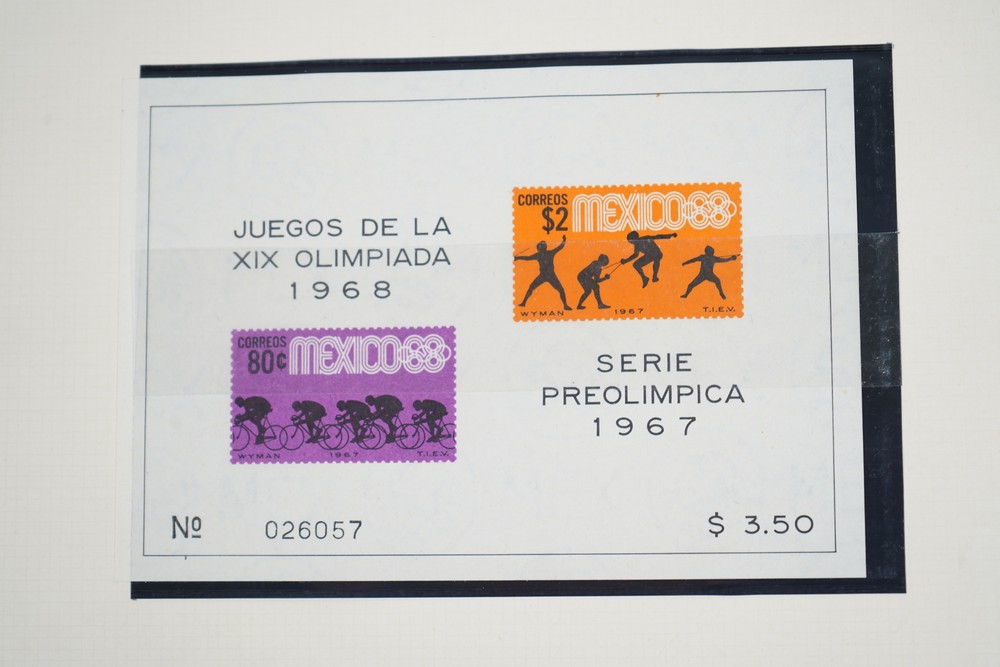 JUEGOS DE LA
XIX OLIMPIADA
1968
CORREOS
$2
MEXICO68
WYMAN 1967 T.I.E.V.
CORREOS
80¢
MEXICO68
WYMAN 1967 T.I.E.V.
SERIE
PREOLIMPICA
1967
Nº 026057
$ 3.50